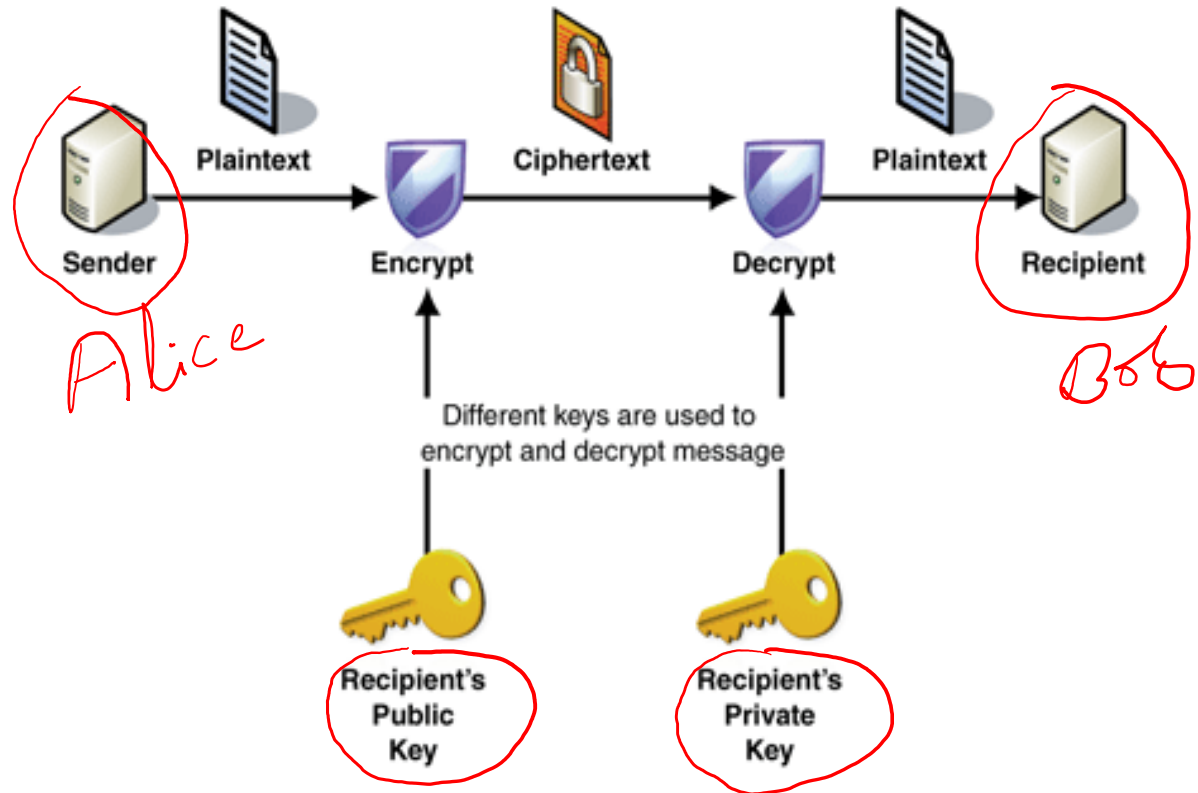 Plaintext
Ciphertext
Plaintext
Sender
Encrypt
Decrypt
Recipient
Alice
Bob
Different keys are used to
encrypt and decrypt message
Recipient's
Public
Key
Recipient's
Private
Key